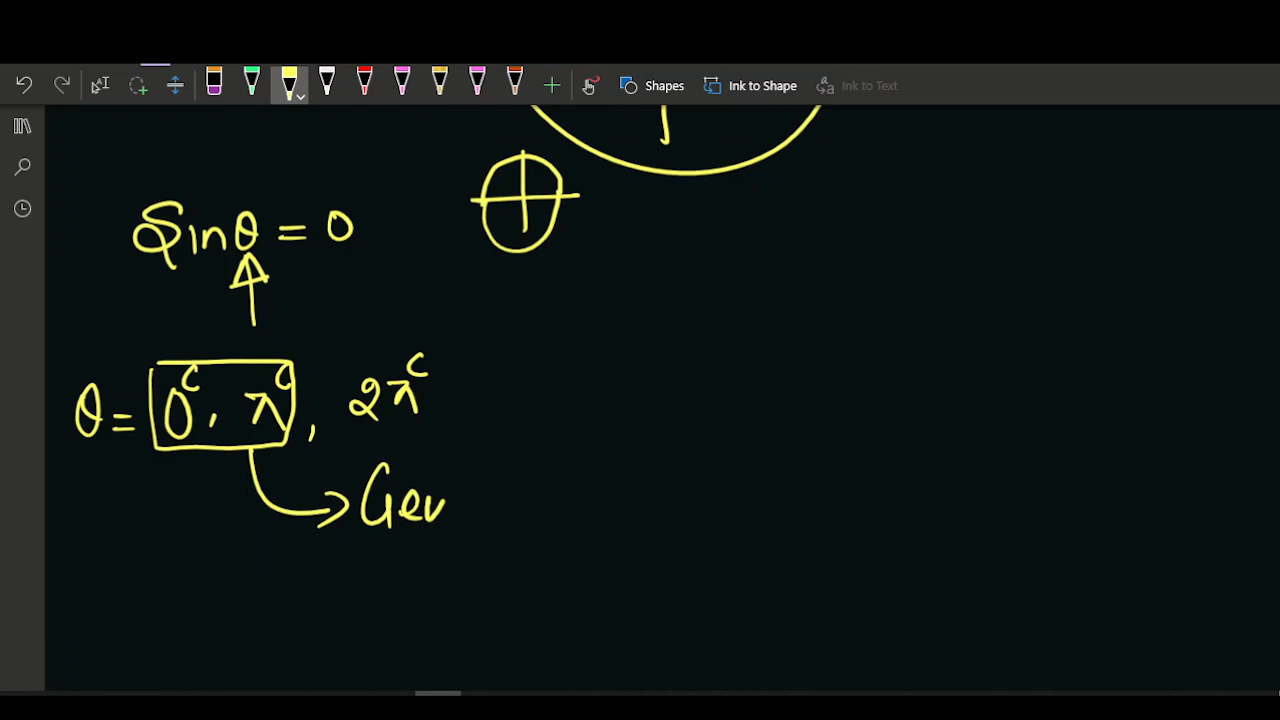 Shapes Ink to Shape Ink to Text
Sinθ = 0
θ = 0ᶜ, πᶜ, 2πᶜ
Gen